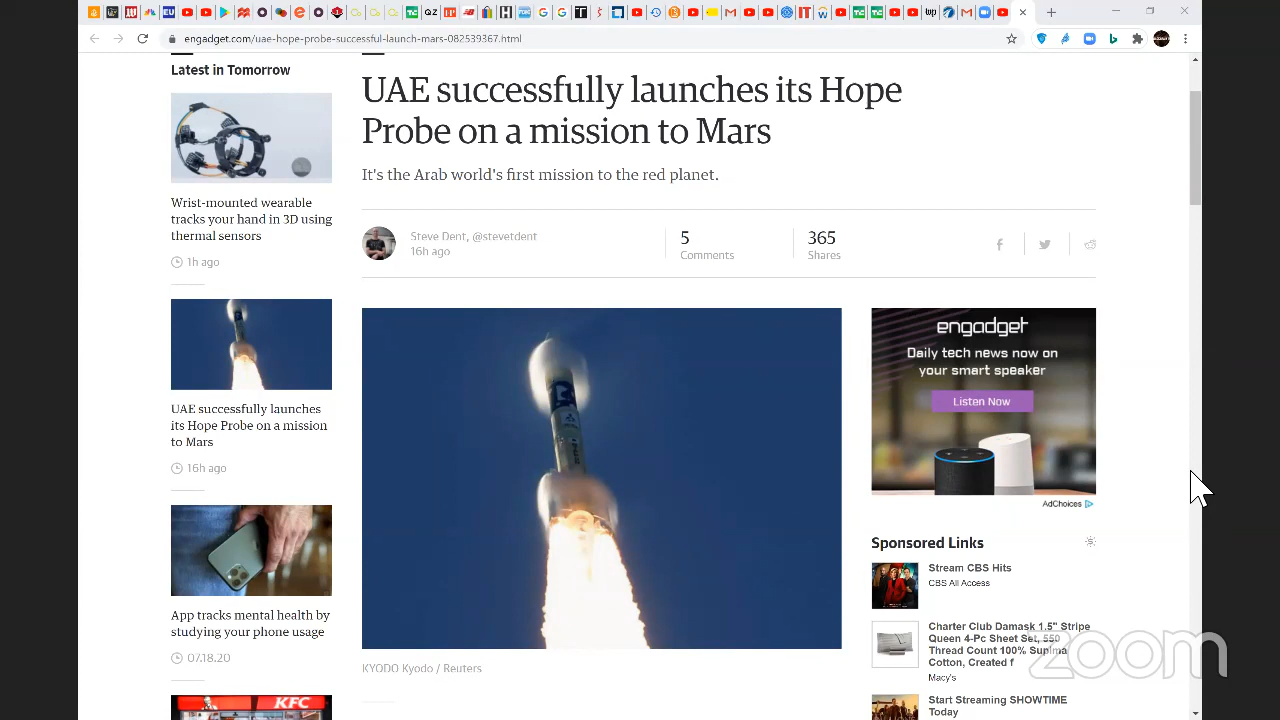 engadget.com/uae-hope-probe-successful-launch-mars-082539367.html
Latest in Tomorrow
Wrist-mounted wearable
tracks your hand in 3D using
thermal sensors
1h ago
UAE successfully launches
its Hope Probe on a mission
to Mars
16h ago
App tracks mental health by
studying your phone usage
07.18.20
KFC
UAE successfully launches its Hope
Probe on a mission to Mars
It's the Arab world's first mission to the red planet.
Steve Dent, @stevetdent
16h ago
5
Comments
365
Shares
KYODO Kyodo / Reuters
engadget
Daily tech news now on
your smart speaker
Listen Now
AdChoices
Sponsored Links
Stream CBS Hits
CBS All Access
Charter Club Damask 1.5" Stripe
Queen 4-Pc Sheet Set, 550
Thread Count 100% Supima
Cotton, Created f
Macy's
Start Streaming SHOWTIME
Today
zoom